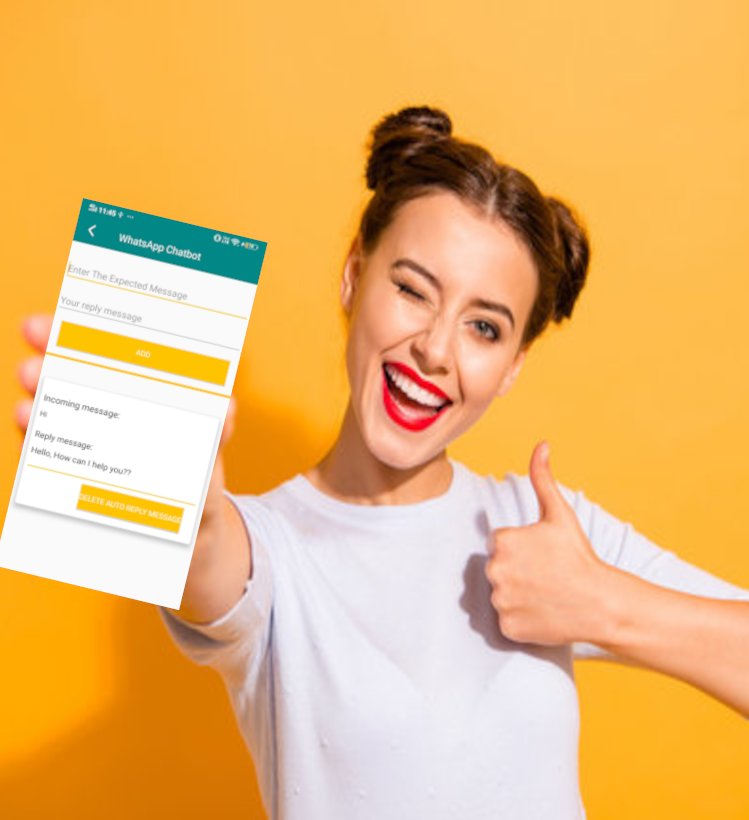 11:45
WhatsApp Chatbot
Enter The Expected Message
Your reply message
ADD
Incoming message:
Hi
Reply message:
Hello, How can I help you??
DELETE AUTO REPLY MESSAGE